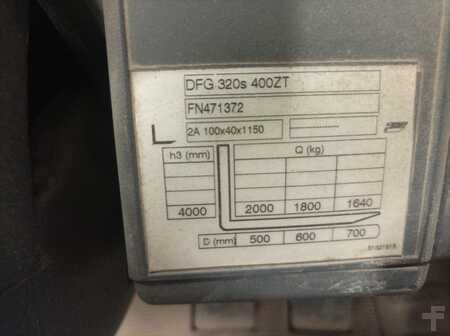 DFG 320s 400ZT
FN471372
2A 100x40x1150
h3 (mm) Q (kg)
4000 2000 1800 1640
D (mm) 500 600 700